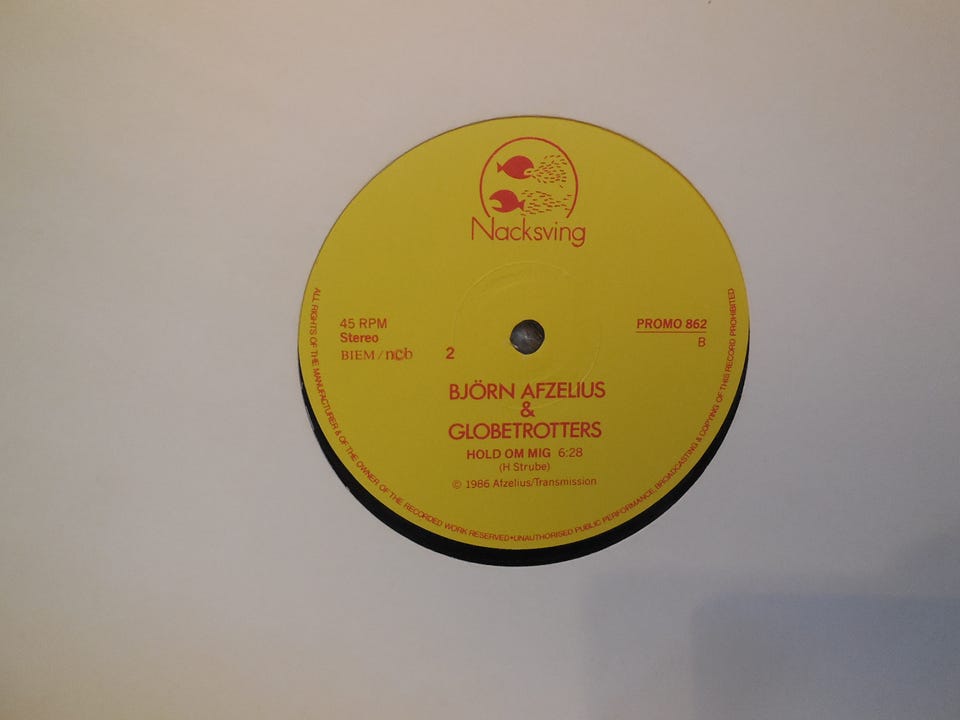 Nacksving
45 RPM
Stereo
BIEM/ncb
PROMO 862
B
2
BJÖRN AFZELIUS
&
GLOBETROTTERS
HOLD OM MIG 6:28
(H Strube)
© 1986 Afzelius/Transmission
ALL RIGHTS OF THE MANUFACTURER & OF THE OWNER OF THE RECORDED WORK RESERVED•UNAUTHORISED PUBLIC PERFORMANCE, BROADCASTING & COPYING OF THIS RECORD PROHIBITED